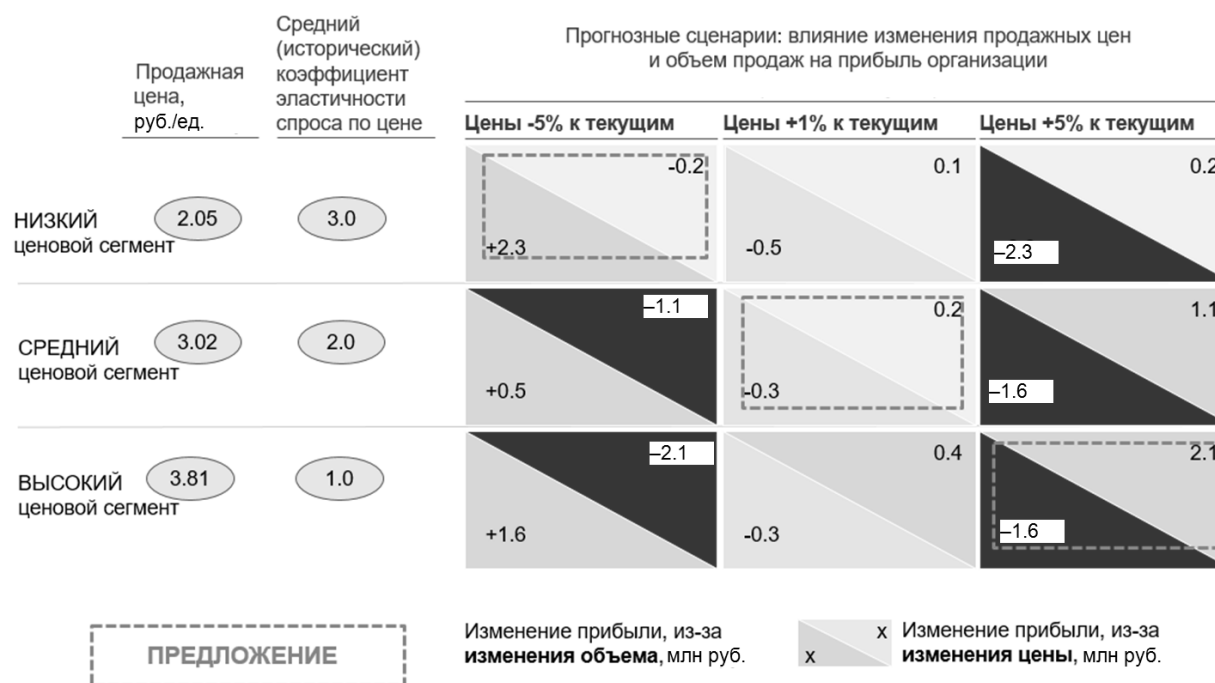 Средний
(исторический)
коэффициент
эластичности
спроса по цене
Продажная
цена,
руб./ед.
Прогнозные сценарии: влияние изменения продажных цен
и объем продаж на прибыль организации
Цены -5% к текущим
Цены +1% к текущим
Цены +5% к текущим
НИЗКИЙ
ценовой сегмент
2.05
3.0
-0.2
+2.3
0.1
-0.5
0.2
–2.3
СРЕДНИЙ
ценовой сегмент
3.02
2.0
–1.1
+0.5
0.2
-0.3
1.1
–1.6
ВЫСОКИЙ
ценовой сегмент
3.81
1.0
–2.1
+1.6
0.4
-0.3
2.1
–1.6
ПРЕДЛОЖЕНИЕ
Изменение прибыли, из-за
изменения объема, млн руб.
x
x
Изменение прибыли, из-за
изменения цены, млн руб.